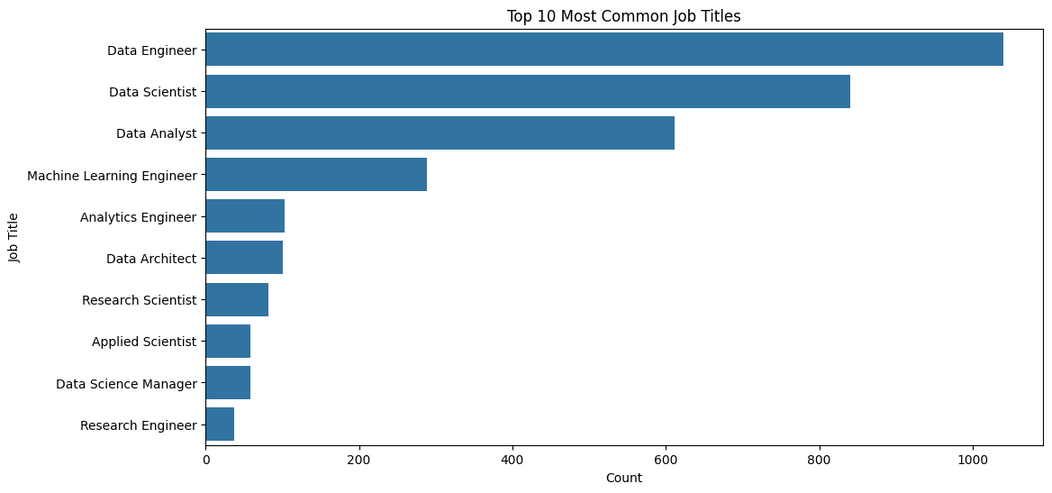 Top 10 Most Common Job Titles
Data Engineer
Data Scientist
Data Analyst
Machine Learning Engineer
Analytics Engineer
Data Architect
Research Scientist
Applied Scientist
Data Science Manager
Research Engineer
Job Title
0 200 400 600 800 1000
Count